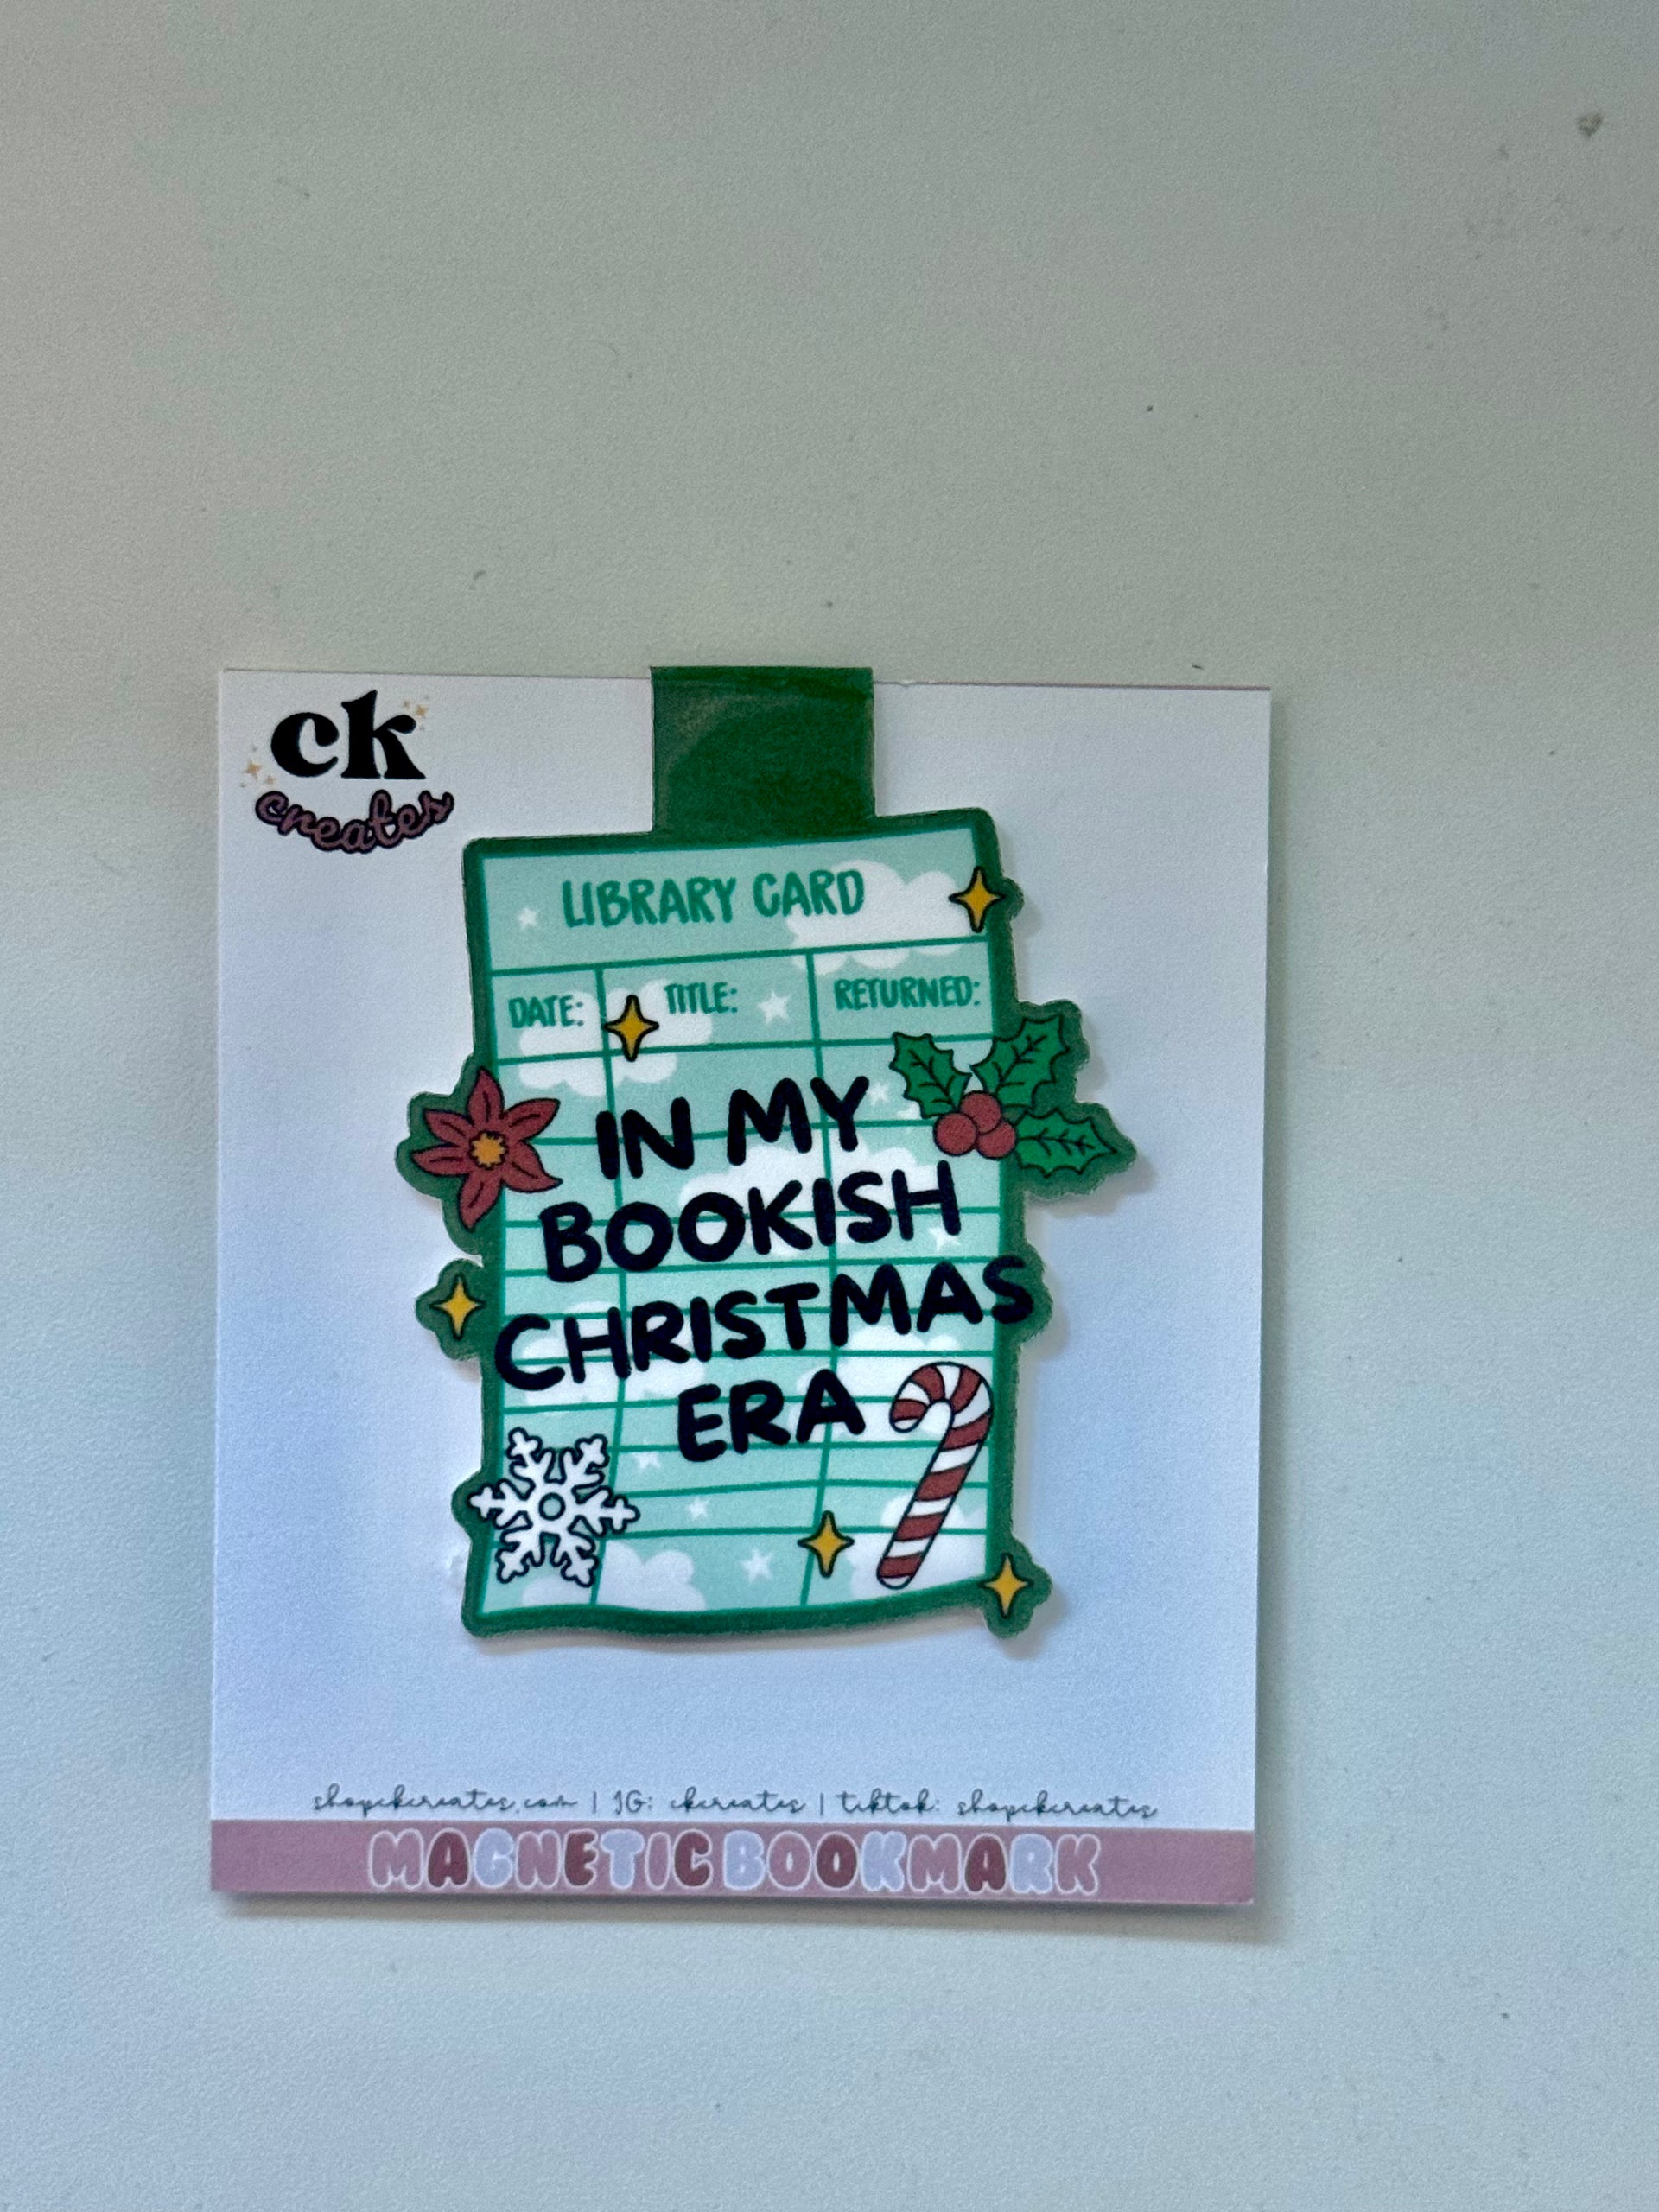 ck
creates
LIBRARY CARD
DATE: TITLE: RETURNED:
IN MY
BOOKISH
CHRISTMAS
ERA
shopckcreates.com | IG: ckcreates | tiktok: shopckcreates
MAGNETIC BOOKMARK